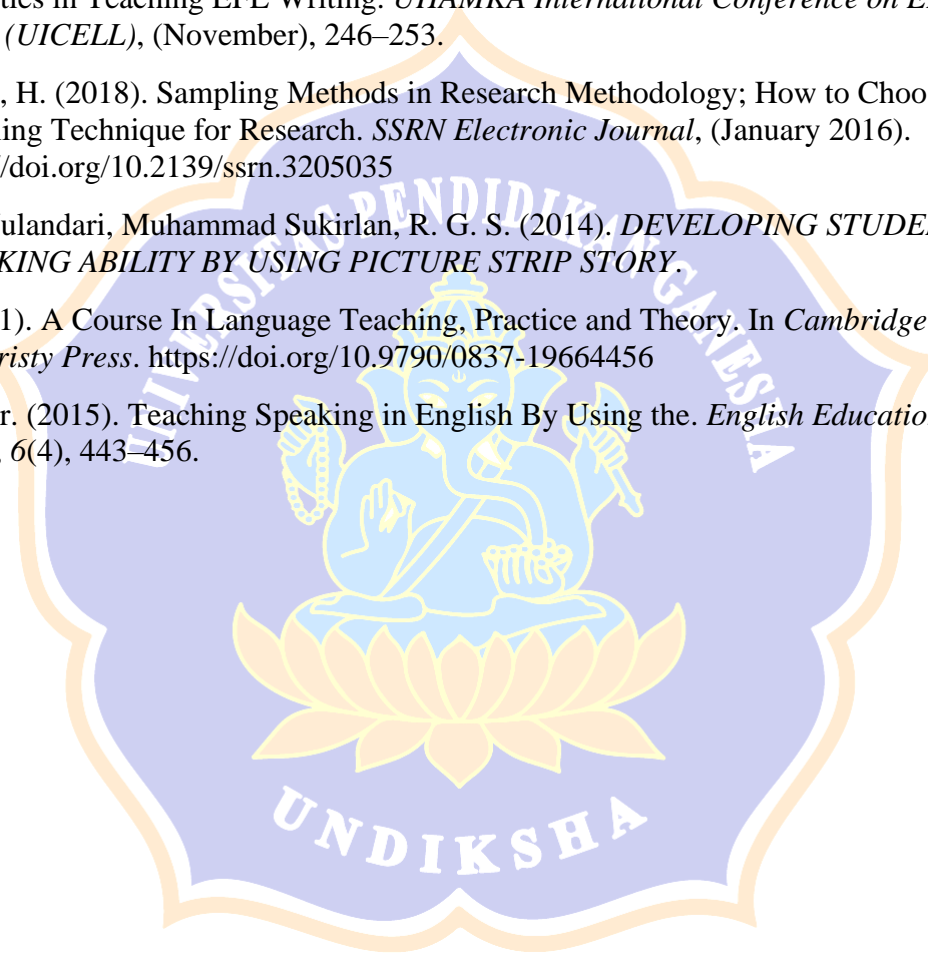 tics in Teaching EFL Writing. UHAMKA International Conference on E
(UICELL), (November), 246–253.
, H. (2018). Sampling Methods in Research Methodology; How to Choo
ing Technique for Research. SSRN Electronic Journal, (January 2016).
/doi.org/10.2139/ssrn.3205035
ulandari, Muhammad Sukirlan, R. G. S. (2014). DEVELOPING STUDE
KING ABILITY BY USING PICTURE STRIP STORY.
1). A Course In Language Teaching, Practice and Theory. In Cambridge
risty Press. https://doi.org/10.9790/0837-19664456
r. (2015). Teaching Speaking in English By Using the. English Education
, 6(4), 443–456.
UNIVERSITAS PENDIDIKAN GANESHA
UNDIKSHA